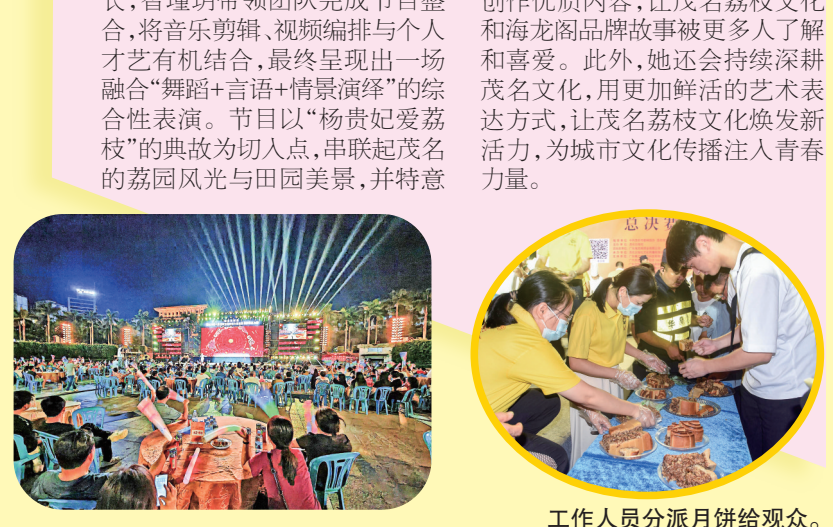 长,智瑾玥带领团队完成节目整
合,将音乐剪辑、视频编排与个人
才艺有机结合,最终呈现出一场
融合“舞蹈+言语+情景演绎”的综
合性表演。节目以“杨贵妃爱荔
枝”的典故为切入点,串联起茂名
的荔园风光与田园美景,并特意
创作优质内容,让茂名荔枝文化
和海龙阁品牌故事被更多人了解
和喜爱。此外,她还会持续深耕
茂名文化,用更加鲜活的艺术表
达方式,让茂名荔枝文化焕发新
活力,为城市文化传播注入青春
力量。
总决赛
工作人员分派月饼给观众。